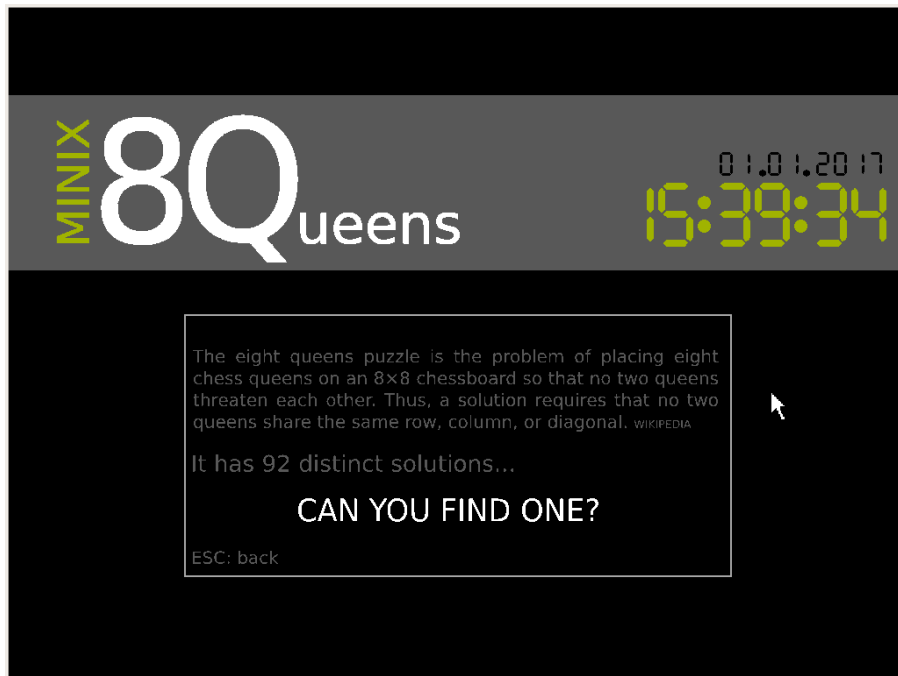 MINIX
8Queens
01.01.2017
15:39:34
The eight queens puzzle is the problem of placing eight
chess queens on an 8×8 chessboard so that no two queens
threaten each other. Thus, a solution requires that no two
queens share the same row, column, or diagonal. WIKIPEDIA
It has 92 distinct solutions...
CAN YOU FIND ONE?
ESC: back